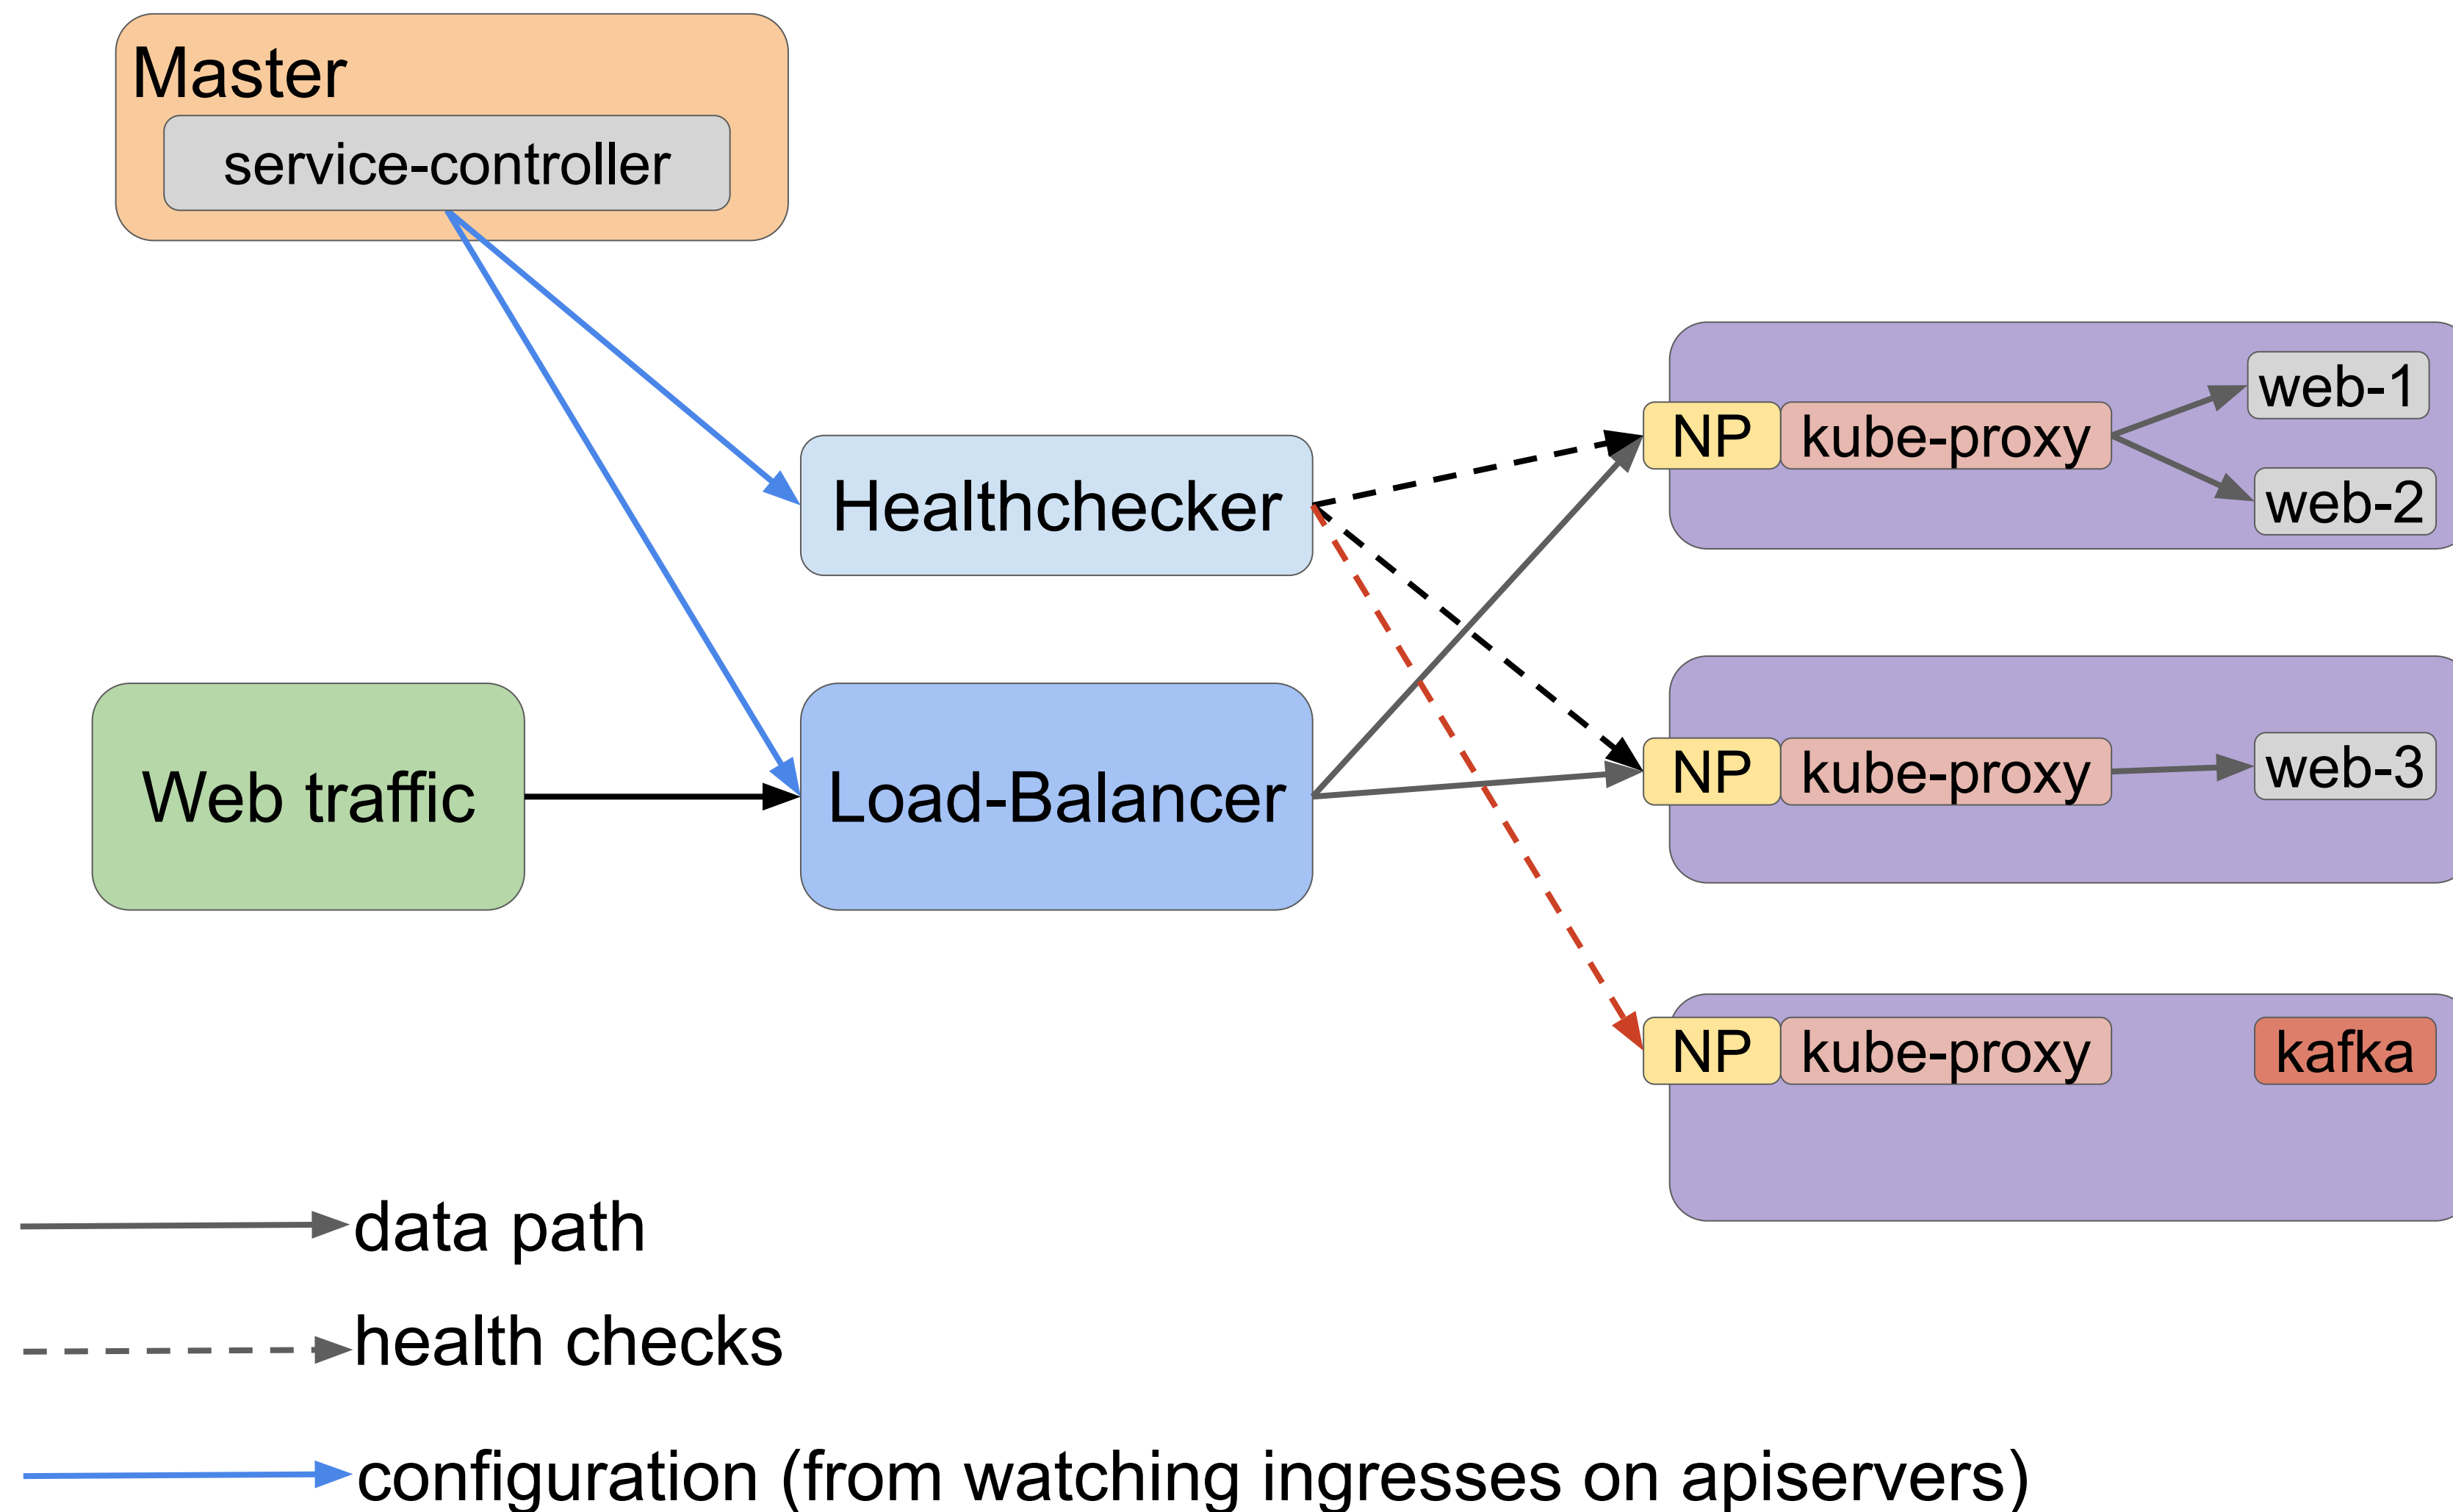 Master
service-controller
Healthchecker
Web traffic
Load-Balancer
NP
kube-proxy
web-1
web-2
NP
kube-proxy
web-3
NP
kube-proxy
kafka
data path
health checks
configuration (from watching ingresses on apiservers)